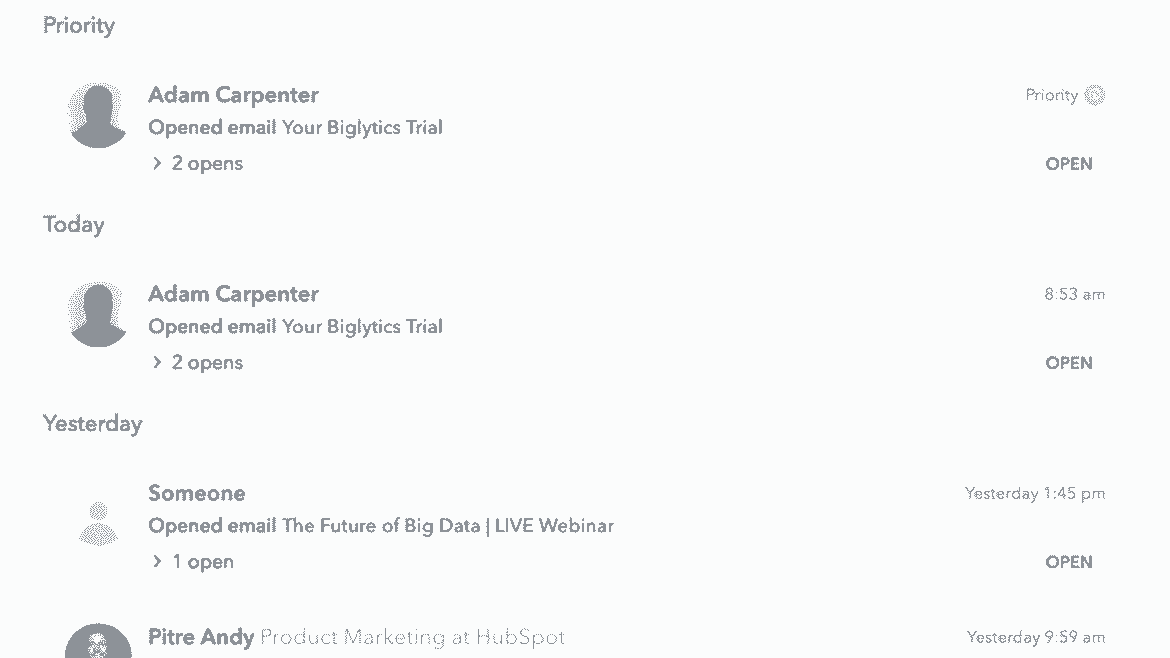 Priority
Adam Carpenter
Priority
Opened email Your Biglytics Trial
> 2 opens
OPEN
Today
Adam Carpenter
8:53 am
Opened email Your Biglytics Trial
> 2 opens
OPEN
Yesterday
Someone
Yesterday 1:45 pm
Opened email The Future of Big Data | LIVE Webinar
> 1 open
OPEN
Pitre Andy Product Marketing at HubSpot
Yesterday 9:59 am